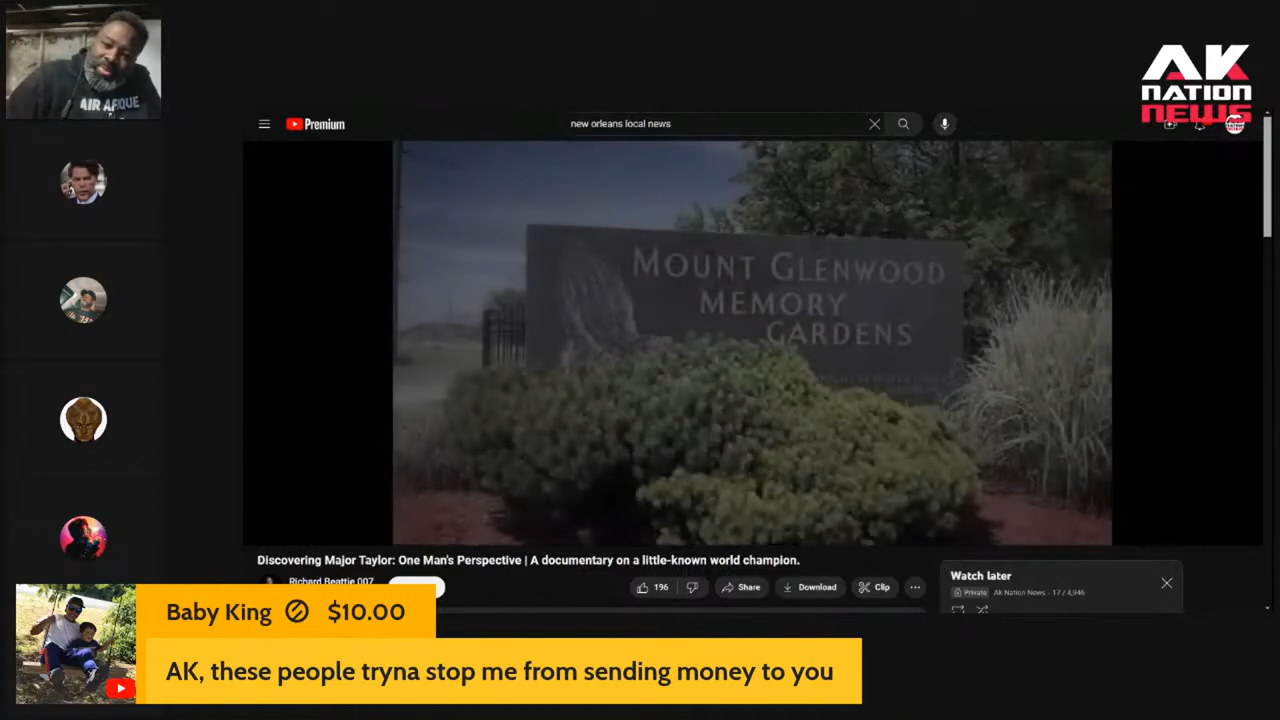 AIR AFRIQUE
AK
NATION
NEWS
Premium
new orleans local news
MOUNT GLENWOOD
MEMORY
GARDENS
Discovering Major Taylor: One Man's Perspective | A documentary on a little-known world champion.
Richard Beattie 007
196
Share
Download
Clip
Watch later
Private
Ak Nation News - 17 / 4,946
Baby King
$10.00
AK, these people tryna stop me from sending money to you